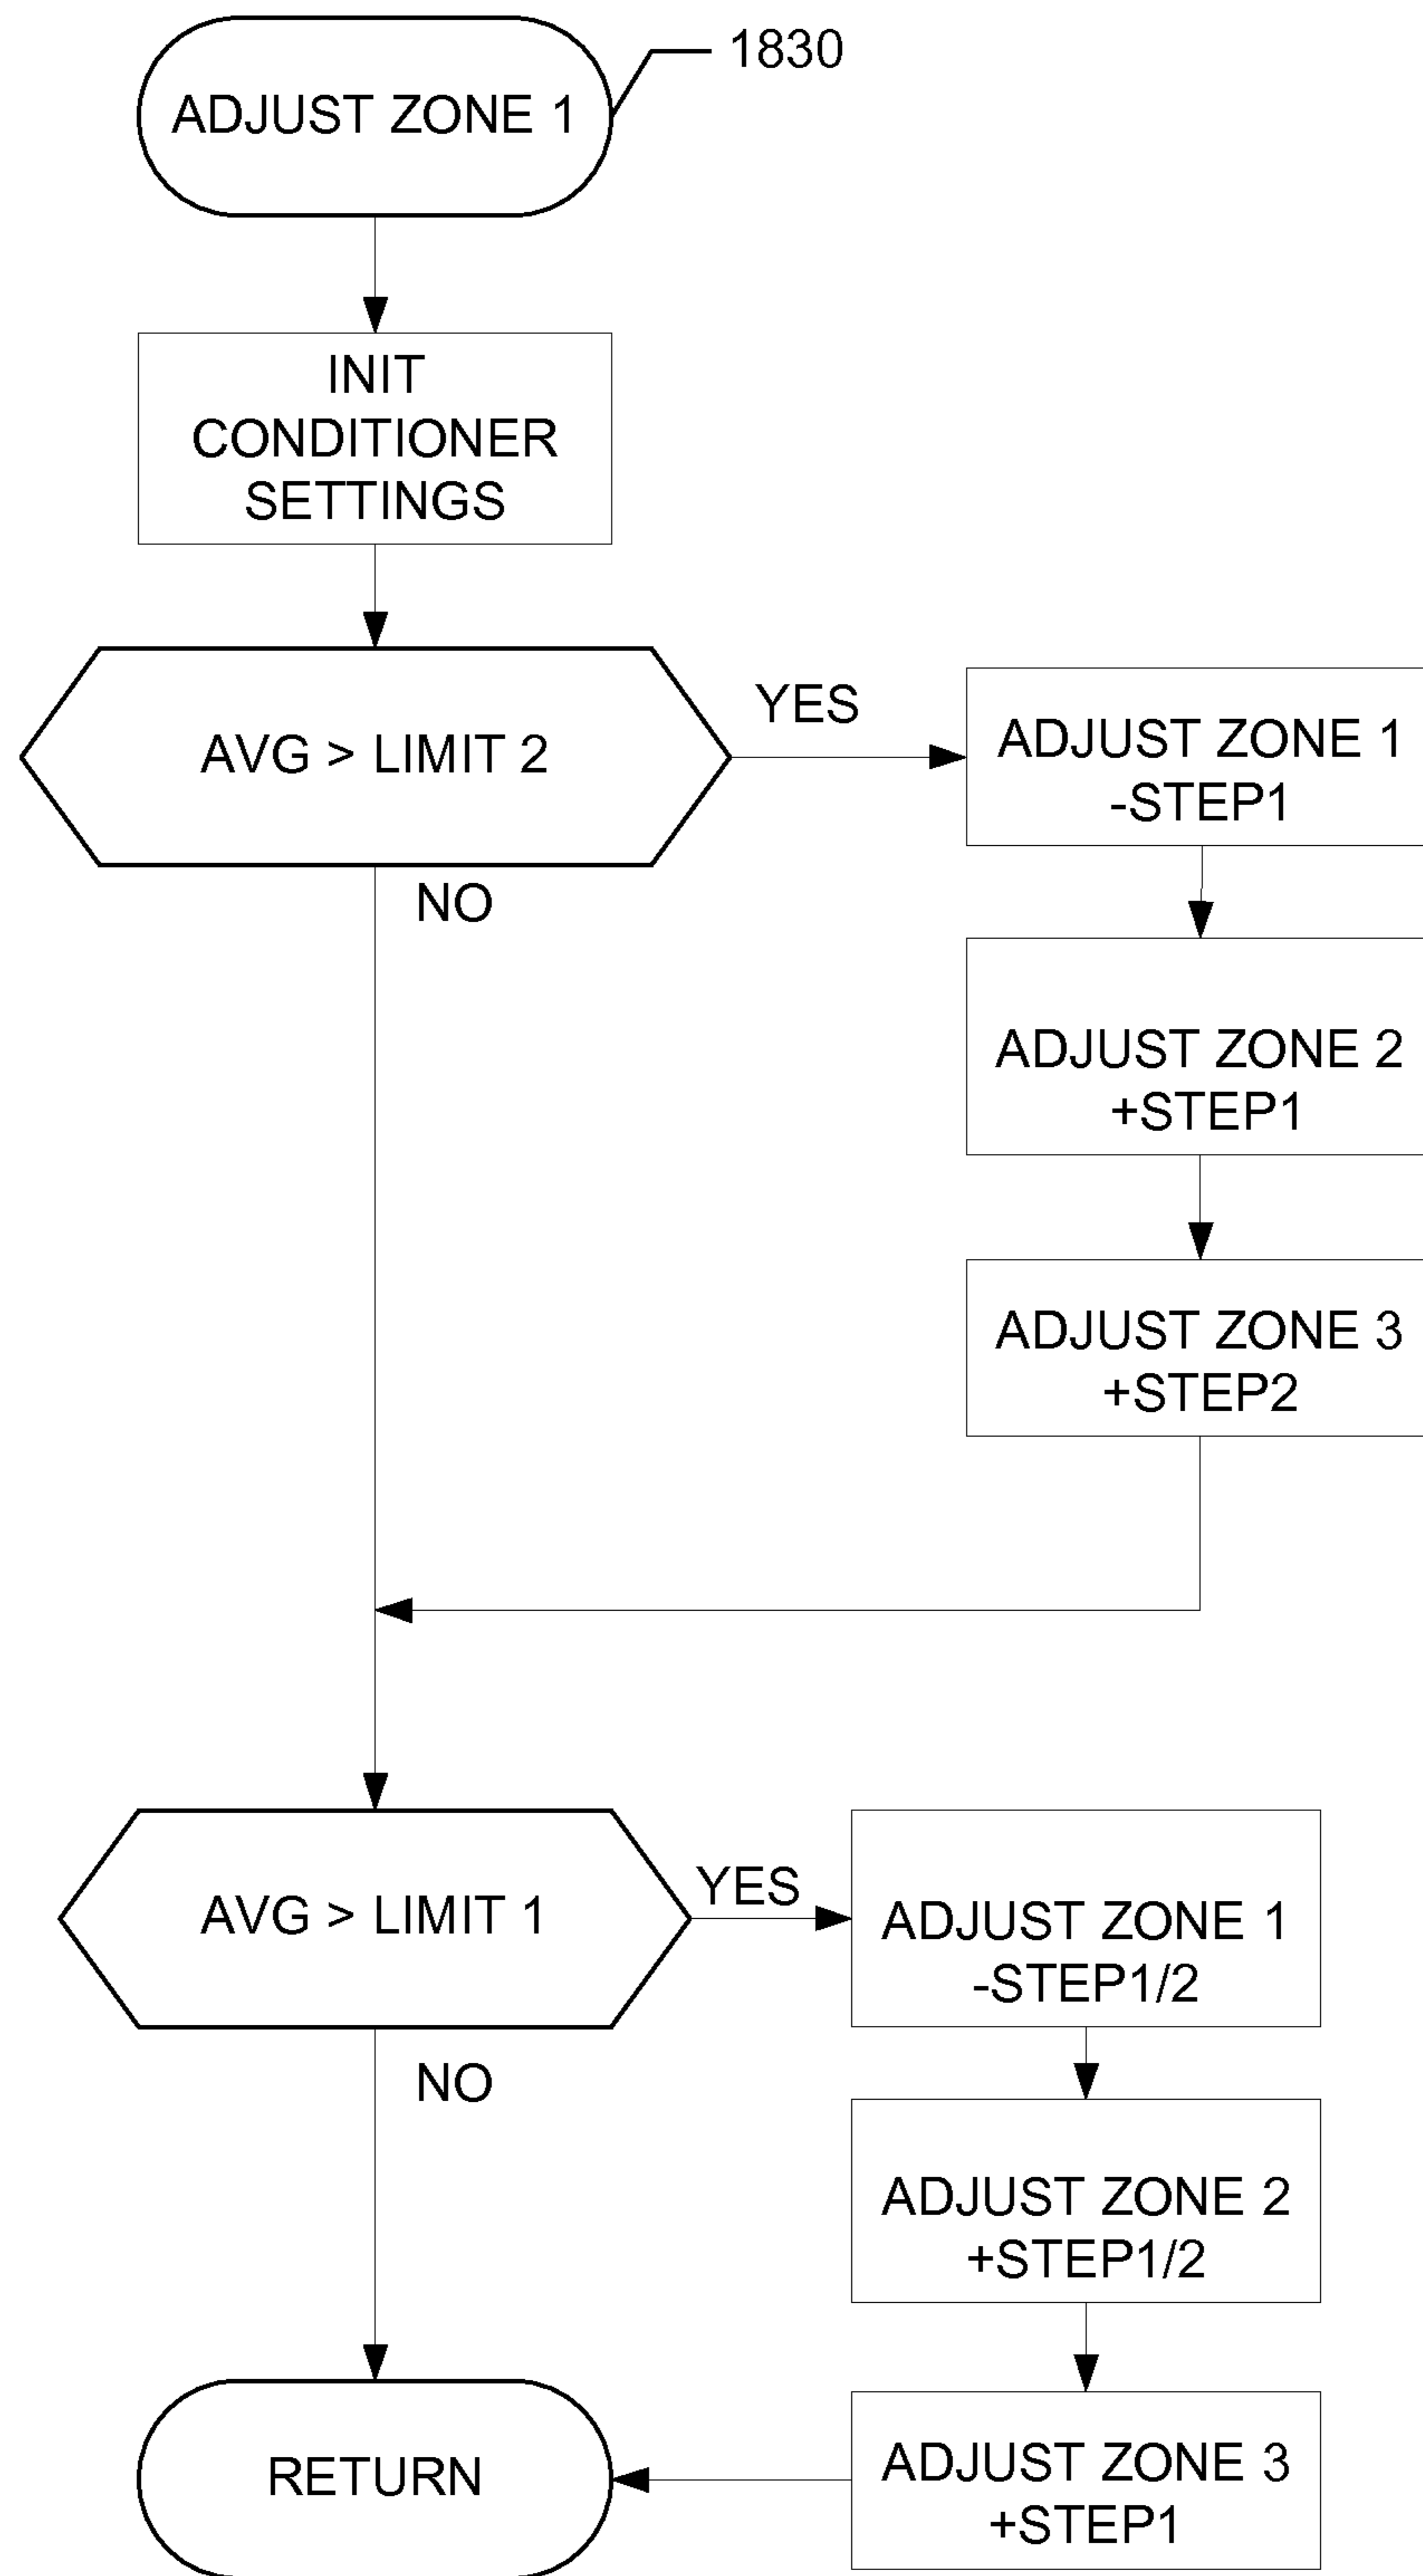 1830
ADJUST ZONE 1
INIT
CONDITIONER
SETTINGS
AVG > LIMIT 2
YES
ADJUST ZONE 1
-STEP1
NO
ADJUST ZONE 2
+STEP1
ADJUST ZONE 3
+STEP2
AVG > LIMIT 1
YES
ADJUST ZONE 1
-STEP1/2
NO
ADJUST ZONE 2
+STEP1/2
ADJUST ZONE 3
+STEP1
RETURN